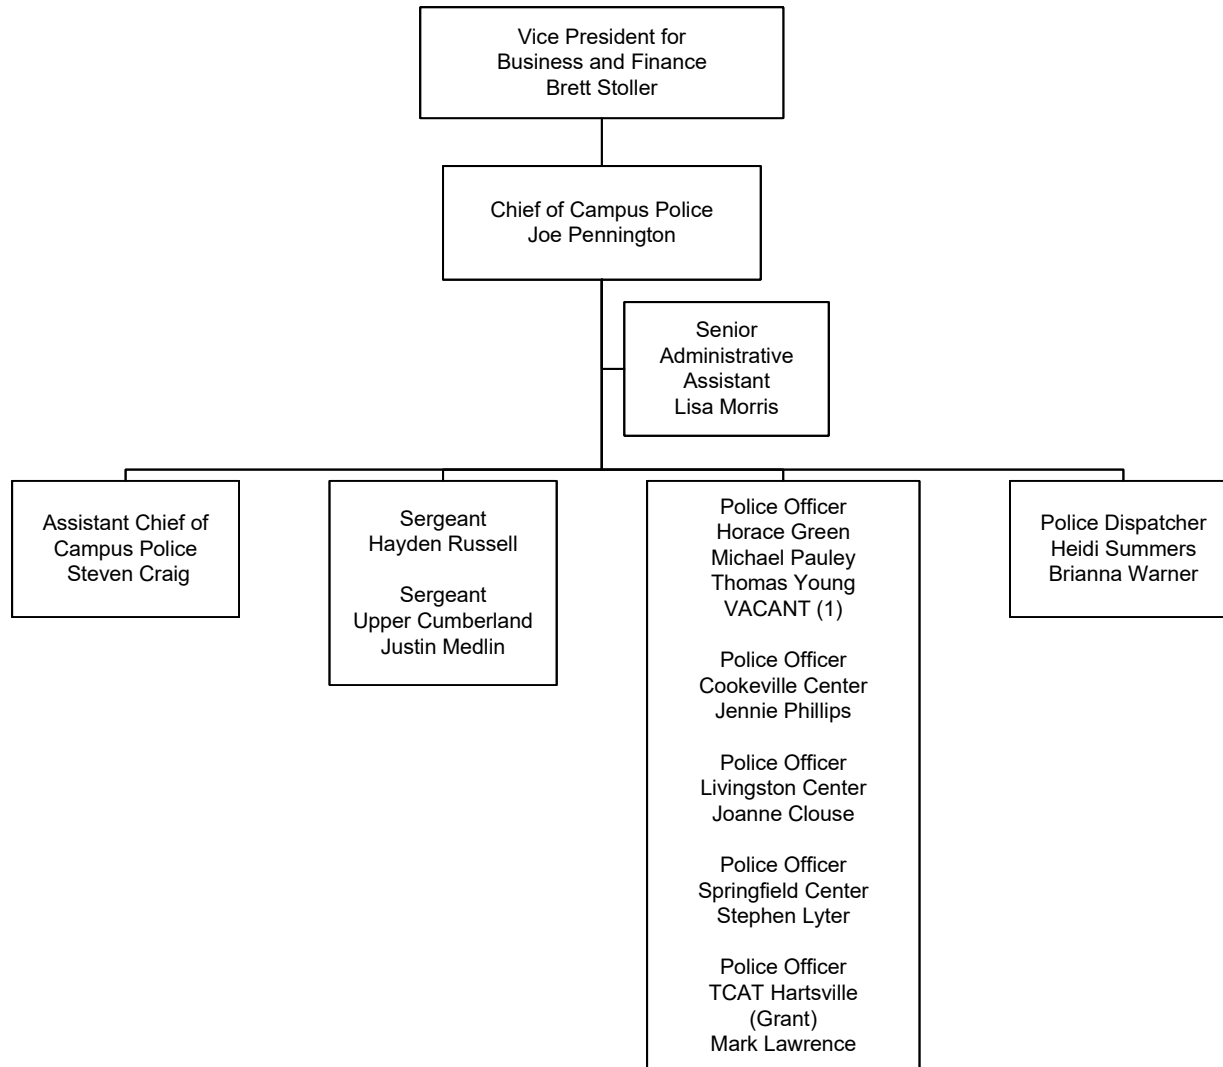 Vice President for
Business and Finance
Brett Stoller
Chief of Campus Police
Joe Pennington
Senior
Administrative
Assistant
Lisa Morris
Assistant Chief of
Campus Police
Steven Craig
Sergeant
Hayden Russell
Sergeant
Upper Cumberland
Justin Medlin
Police Officer
Horace Green
Michael Pauley
Thomas Young
VACANT (1)
Police Officer
Cookeville Center
Jennie Phillips
Police Officer
Livingston Center
Joanne Clouse
Police Officer
Springfield Center
Stephen Lyter
Police Officer
TCAT Hartsville
(Grant)
Mark Lawrence
Police Dispatcher
Heidi Summers
Brianna Warner